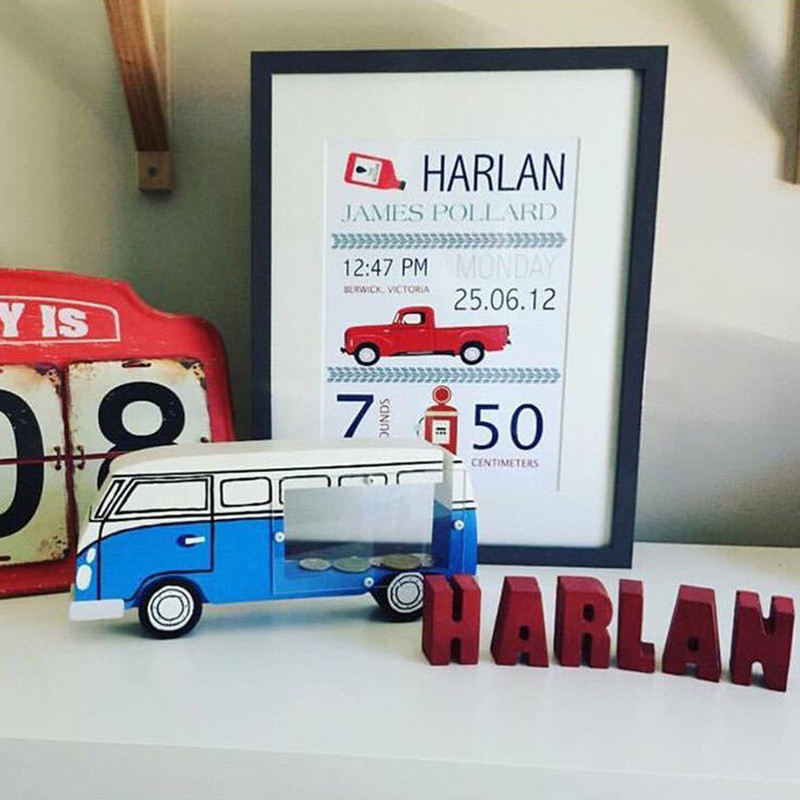 HARLAN
JAMES POLLARD
12:47 PM
MONDAY
BERWICK, VICTORIA
25.06.12
7
50
CENTIMETERS
Y IS
08
HARLAN